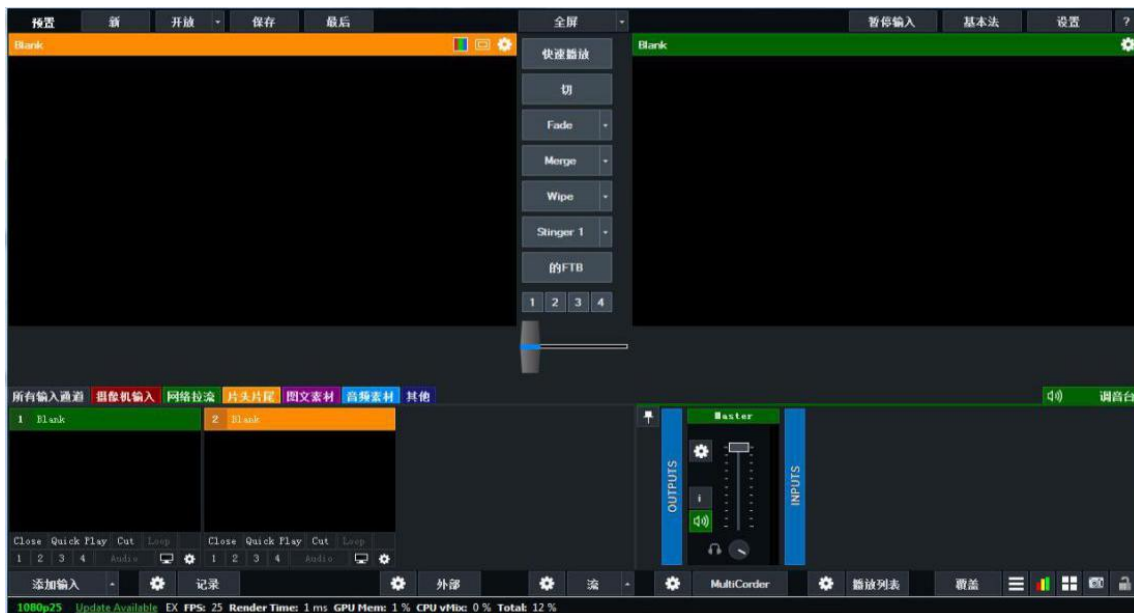 预置 新 开放 保存 最后 全屏 暂停输入 基本法 设置 ?
Blank
Blank
快速播放
切
Fade
Merge
Wipe
Stinger 1
的FTB
1 2 3 4
所有输入通道 摄像机输入 网络拉流 片头片尾 图文素材 音频素材 其他 调音台
1 Blank 2 Blank Master
OUTPUTS
INPUTS
i
Close Quick Play Cut Loop Close Quick Play Cut Loop
1 2 3 4 Audio 1 2 3 4 Audio
添加输入 记录 外部 流 MultiCorder 播放列表 覆盖
1080p25 Update Available EX FPS: 25 Render Time: 1 ms GPU Mem: 1 % CPU vMix: 0 % Total: 12 %